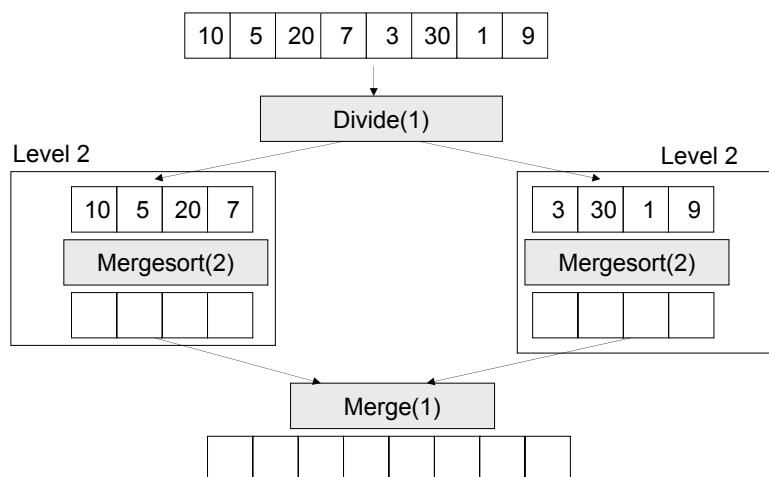 10 5 20 7 3 30 1 9
Divide(1)
Level 2
Level 2
10 5 20 7
3 30 1 9
Mergesort(2)
Mergesort(2)
Merge(1)